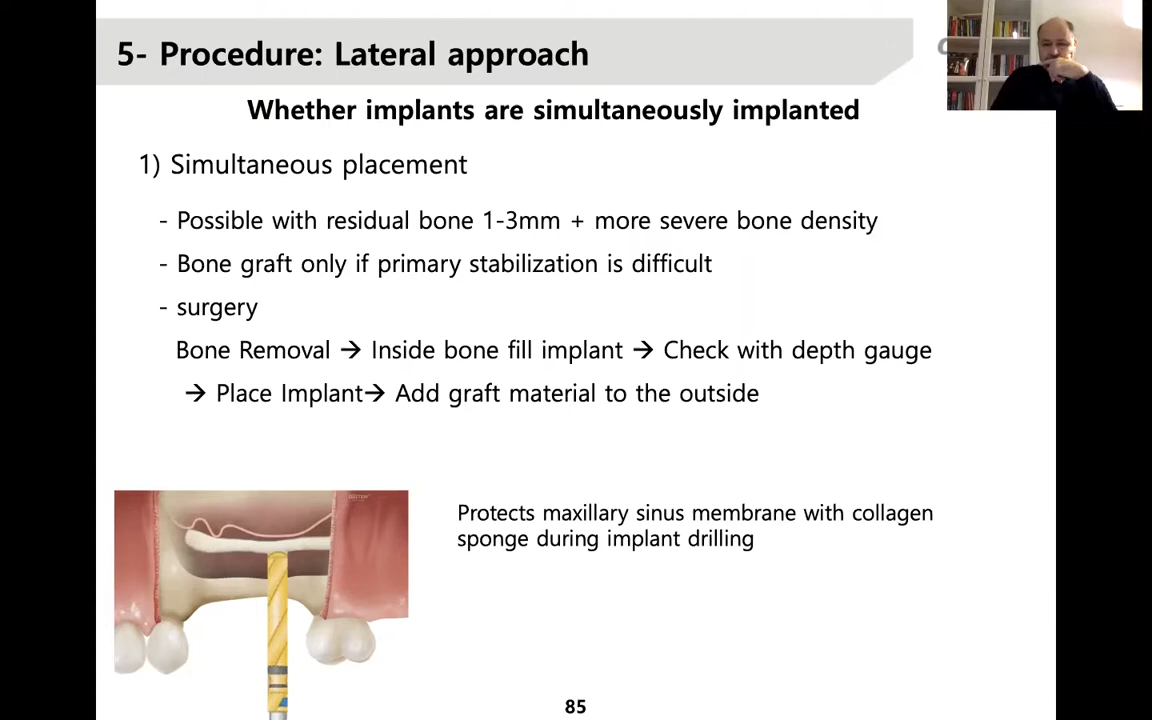 5- Procedure: Lateral approach
Whether implants are simultaneously implanted
1) Simultaneous placement
- Possible with residual bone 1-3mm + more severe bone density
- Bone graft only if primary stabilization is difficult
- surgery
Bone Removal → Inside bone fill implant → Check with depth gauge
→ Place Implant→ Add graft material to the outside
Protects maxillary sinus membrane with collagen
sponge during implant drilling
85